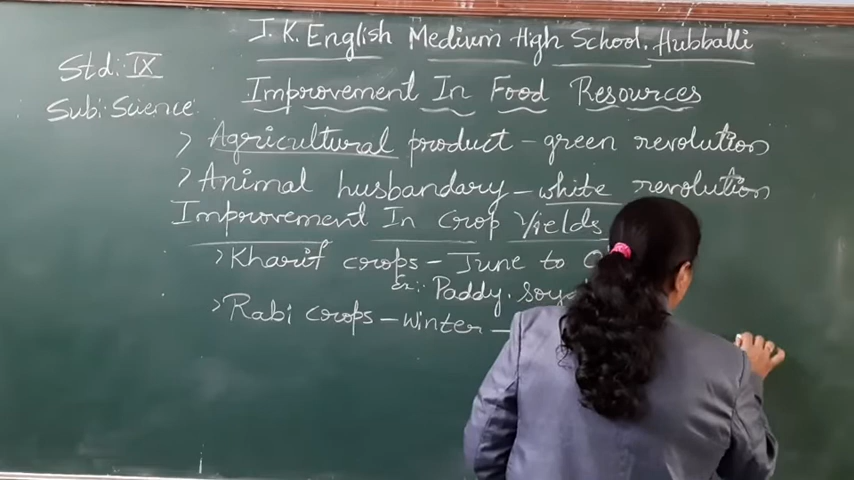 J. K. English Medium High School. Hubballi
Std: IX
Improvement In Food Resources
Sub: Science
> Agricultural product - green revolution
> Animal husbandary - white revolution
Improvement In Crop Yields
> Kharif crops - June to
Ex: Paddy. soya
> Rabi crops - winter -